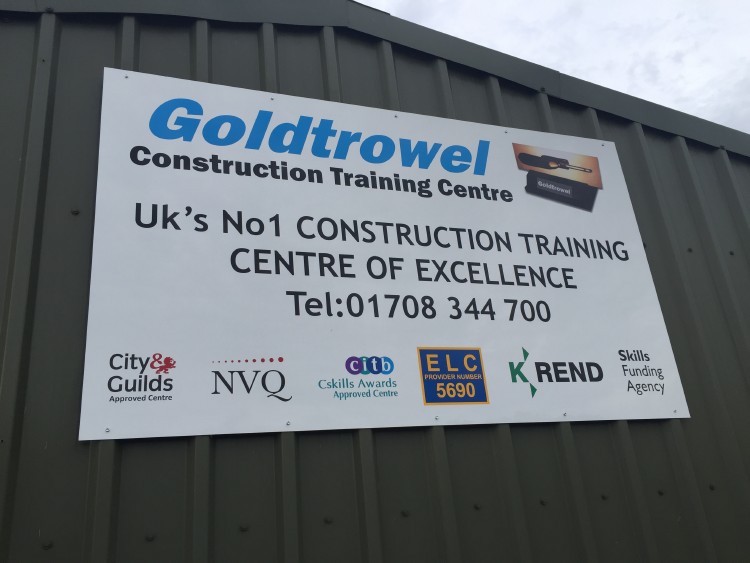 Goldtrowel
Construction Training Centre
Goldtrowel
Uk's No1 CONSTRUCTION TRAINING
CENTRE OF EXCELLENCE
Tel:01708 344 700
City&
Guilds
Approved Centre
NVQ
citb
Cskills Awards
Approved Centre
ELC
PROVIDER NUMBER
5690
K REND
Skills
Funding
Agency